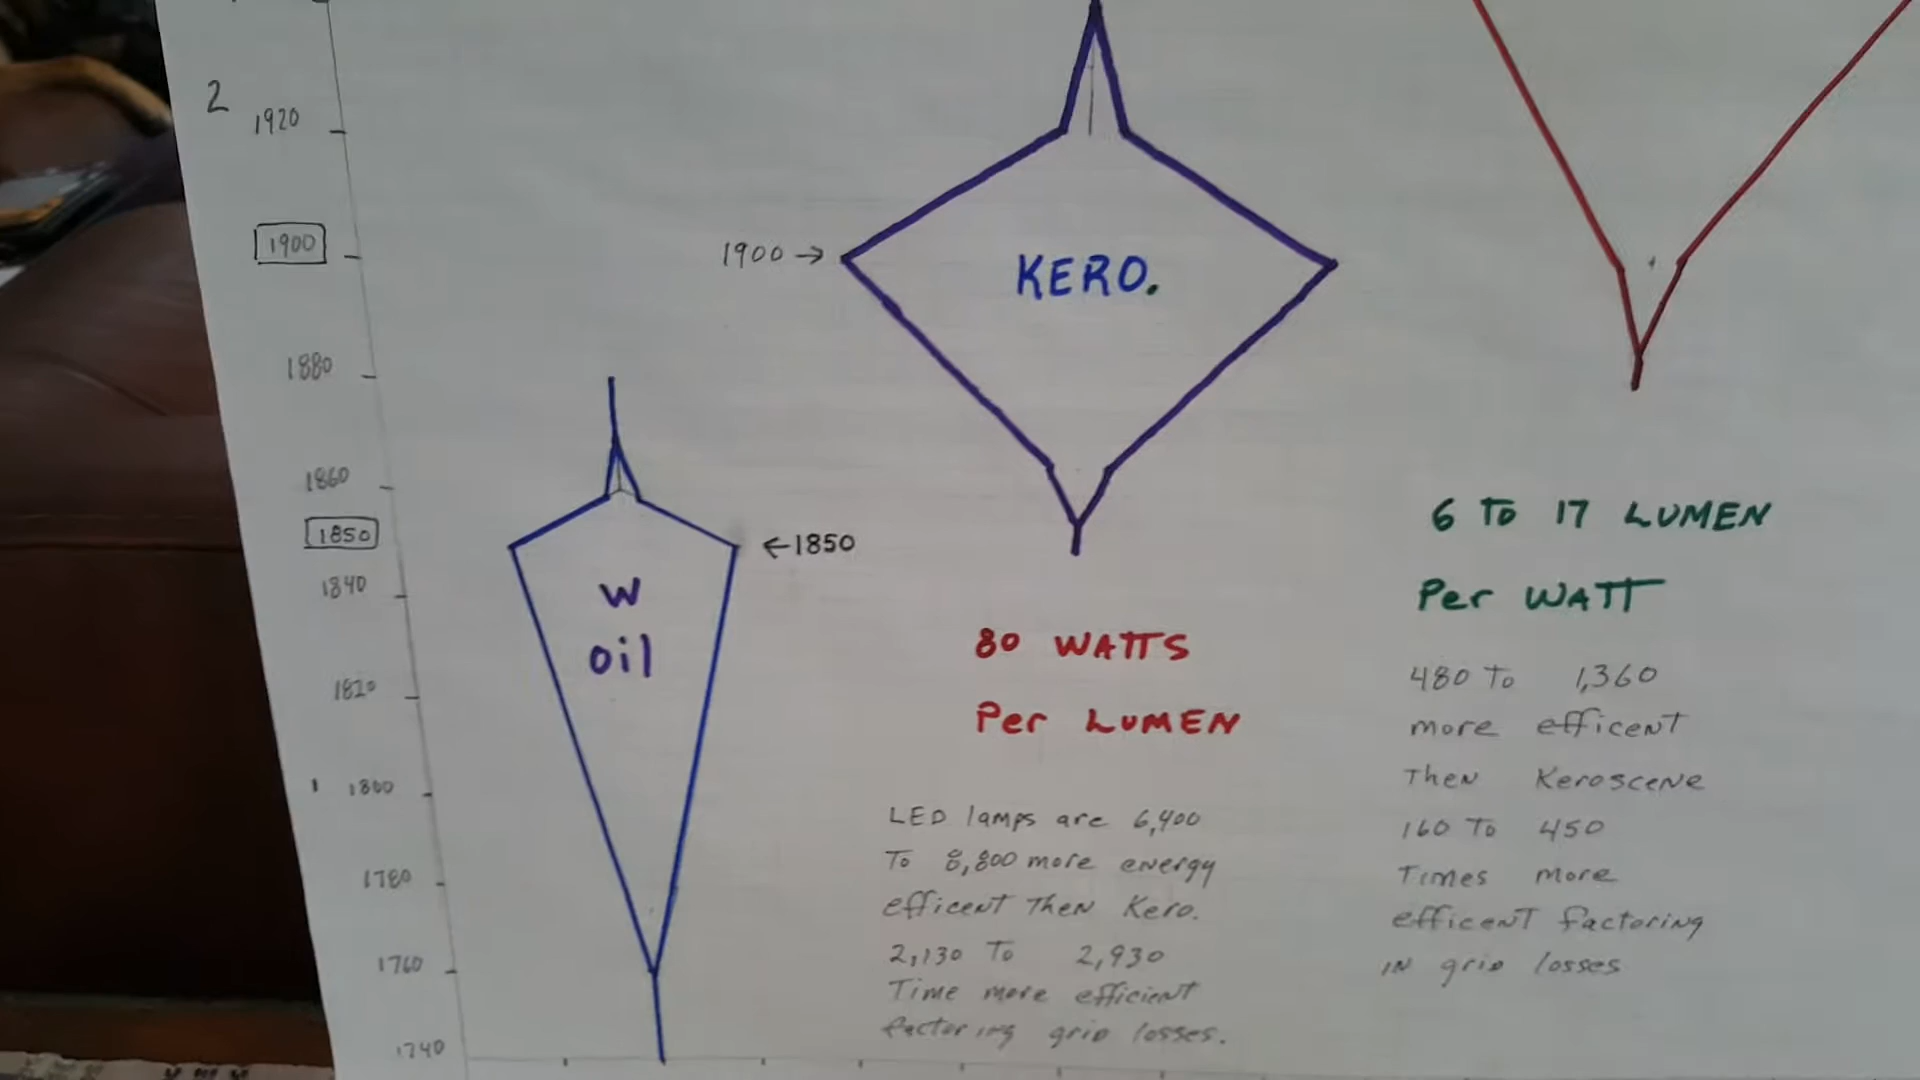 2
1920
1900
1880
1860
1850
1840
1820
1800
1780
1760
1740
1900 →
KERO.
W
oil
←1850
80 WATTS
Per LUMEN
LED lamps are 6,400
To 8,800 more energy
efficent Then Kero.
2,130 To 2,930
Time more efficient
factoring grid losses.
6 To 17 LUMEN
Per WATT
480 To 1,360
more efficent
Then Keroscene
160 To 450
Times more
efficent factoring
IN grid losses